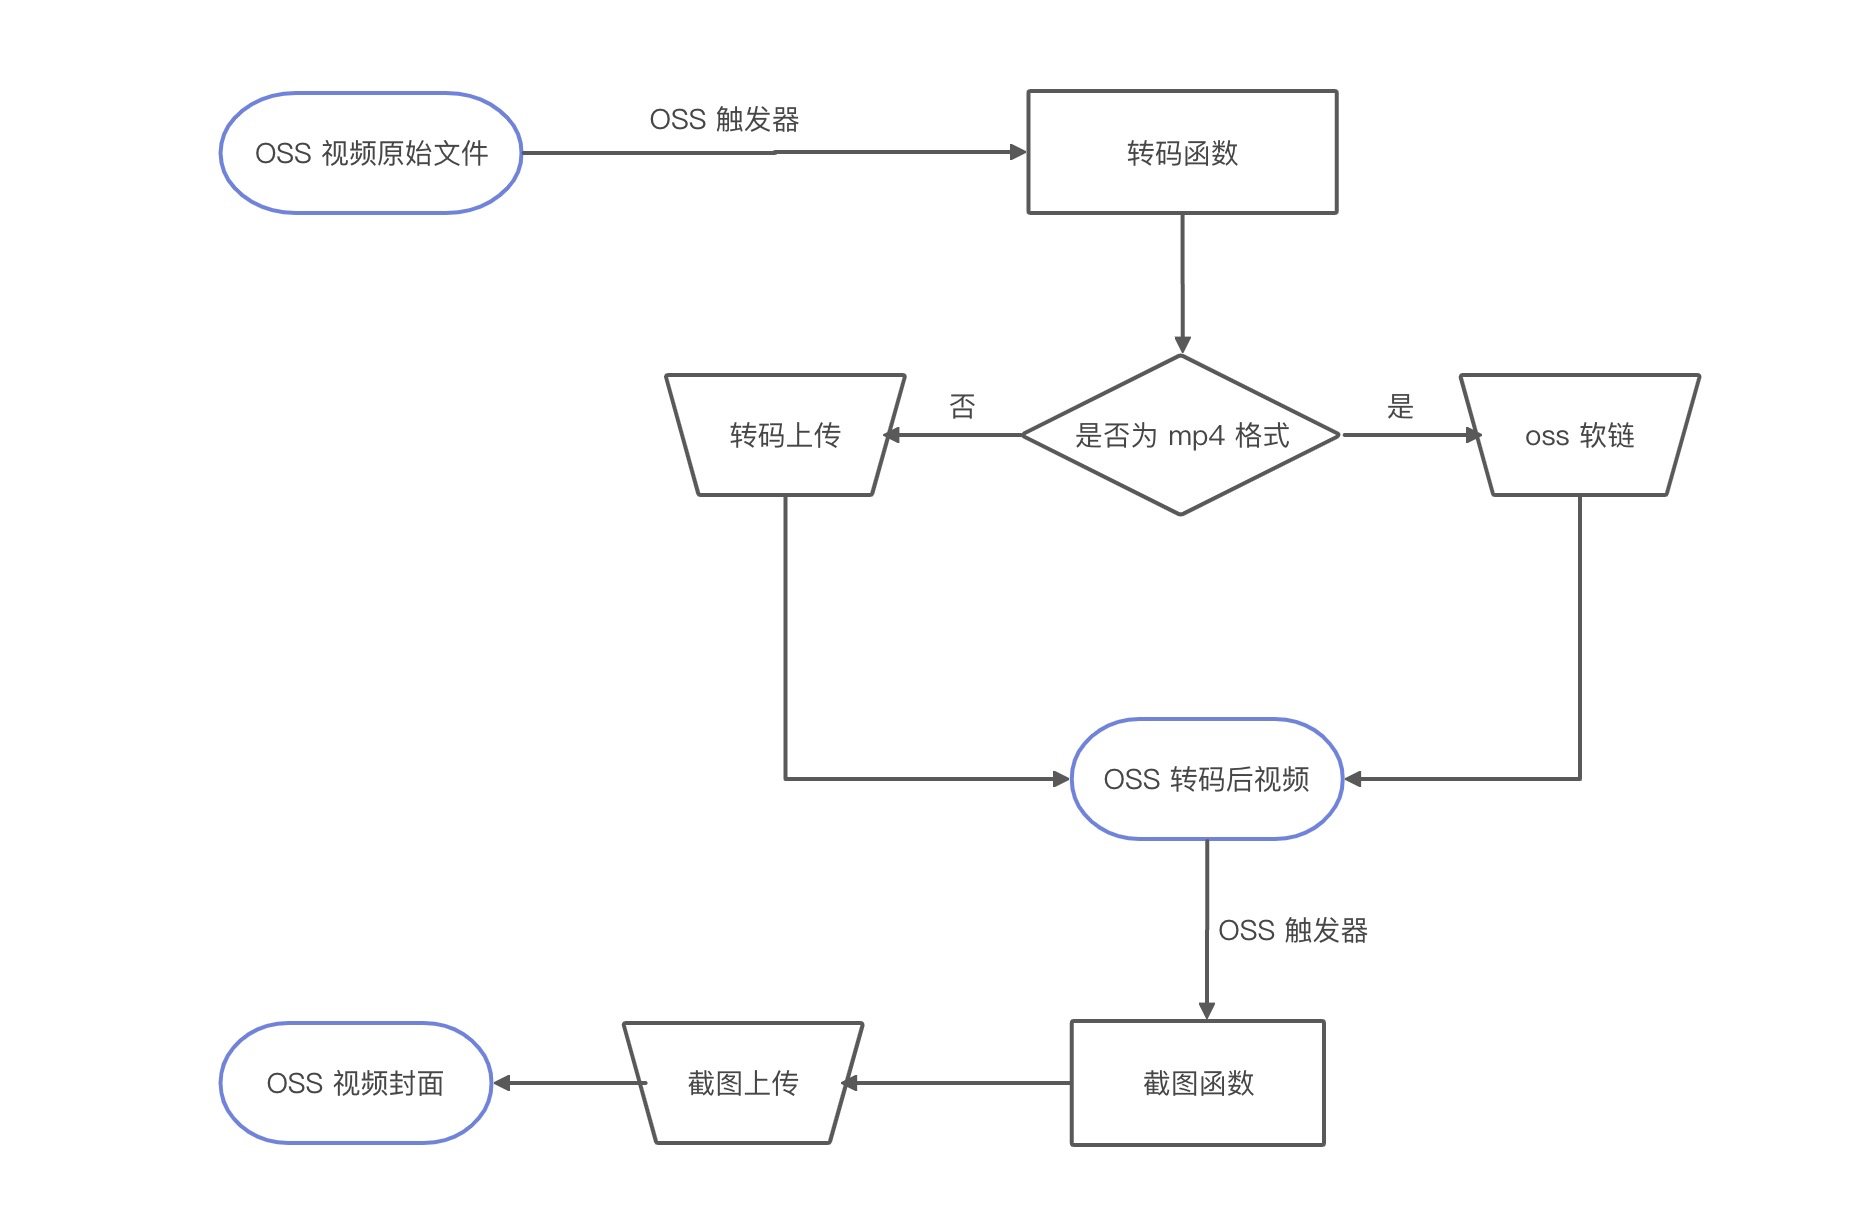 OSS 视频原始文件
OSS 触发器
转码函数
转码上传
否
是否为 mp4 格式
是
oss 软链
OSS 转码后视频
OSS 触发器
OSS 视频封面
截图上传
截图函数